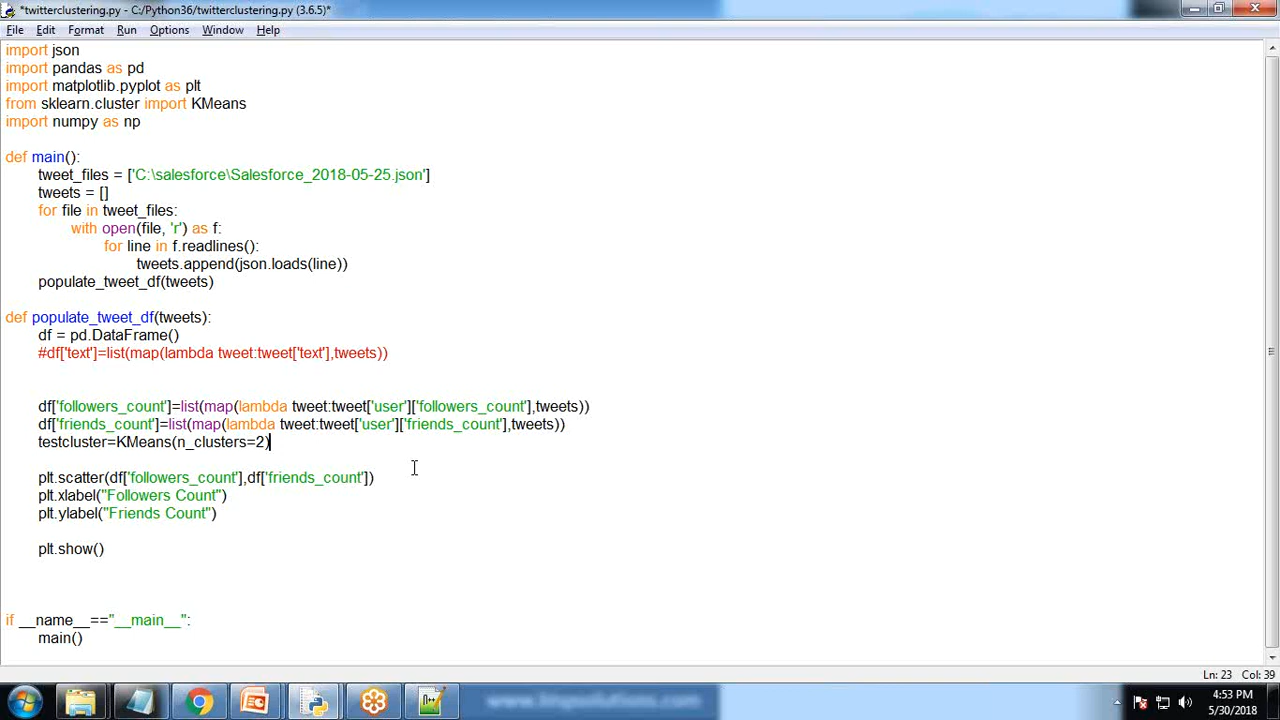 *twitterclustering.py - C:/Python36/twitterclustering.py (3.6.5)*
File Edit Format Run Options Window Help
import json
import pandas as pd
import matplotlib.pyplot as plt
from sklearn.cluster import KMeans
import numpy as np
def main():
tweet_files = ['C:\salesforce\Salesforce_2018-05-25.json']
tweets = []
for file in tweet_files:
with open(file, 'r') as f:
for line in f.readlines():
tweets.append(json.loads(line))
populate_tweet_df(tweets)
def populate_tweet_df(tweets):
df = pd.DataFrame()
#df['text']=list(map(lambda tweet:tweet['text'],tweets))
df['followers_count']=list(map(lambda tweet:tweet['user']['followers_count'],tweets))
df['friends_count']=list(map(lambda tweet:tweet['user']['friends_count'],tweets))
testcluster=KMeans(n_clusters=2)
plt.scatter(df['followers_count'],df['friends_count'])
plt.xlabel("Followers Count")
plt.ylabel("Friends Count")
plt.show()
if __name__=="__main__":
main()
Ln: 23 Col: 39
4:53 PM
5/30/2018